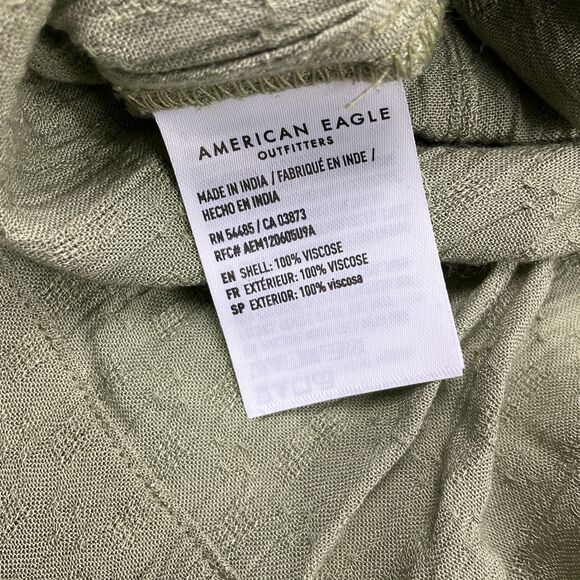 AMERICAN EAGLE
OUTFITTERS
MADE IN INDIA / FABRIQUÉ EN INDE /
HECHO EN INDIA
RN 54485 / CA 03873
RFC# AEM120605U9A
EN SHELL: 100% VISCOSE
FR EXTÉRIEUR: 100% VISCOSE
SP EXTERIOR: 100% viscosa